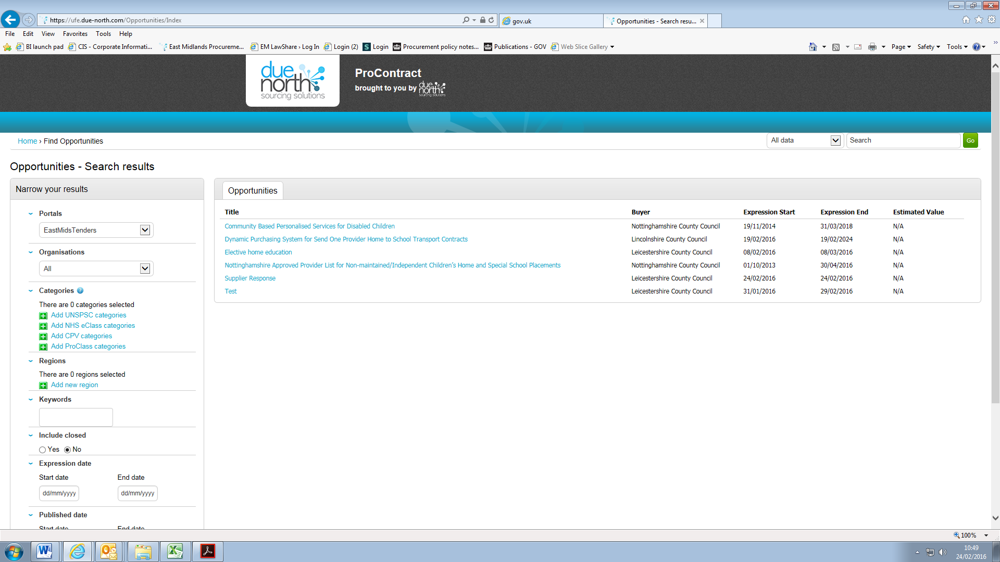 https://ufe.due-north.com/Opportunities/Index
gov.uk
Opportunities - Search resu...
File Edit View Favorites Tools Help
BI launch pad CIS - Corporate Informati... East Midlands Procureme... EM LawShare › Log In Login (2) S Login Procurement policy notes... Publications - GOV Web Slice Gallery
Page Safety Tools
due north sourcing solutions
ProContract
brought to you by due north sourcing solutions
Home › Find Opportunities
All data Search Go
Opportunities - Search results
Narrow your results
Portals
EastMidsTenders
Organisations
All
Categories ?
There are 0 categories selected
Add UNSPSC categories
Add NHS eClass categories
Add CPV categories
Add ProClass categories
Regions
There are 0 regions selected
Add new region
Keywords
Include closed
Yes No
Expression date
Start date End date
dd/mm/yyyy dd/mm/yyyy
Published date
Start date End date
Opportunities
Title Buyer Expression Start Expression End Estimated Value
Community Based Personalised Services for Disabled Children Nottinghamshire County Council 19/11/2014 31/03/2018 N/A
Dynamic Purchasing System for Send One Provider Home to School Transport Contracts Lincolnshire County Council 19/02/2016 19/02/2024 N/A
Elective home education Leicestershire County Council 08/02/2016 08/03/2016 N/A
Nottinghamshire Approved Provider List for Non-maintained/Independent Children's Home and Special School Placements Nottinghamshire County Council 01/10/2013 30/04/2016 N/A
Supplier Response Leicestershire County Council 24/02/2016 24/02/2016 N/A
Test Leicestershire County Council 31/01/2016 29/02/2016 N/A
100%
10:49
24/02/2016